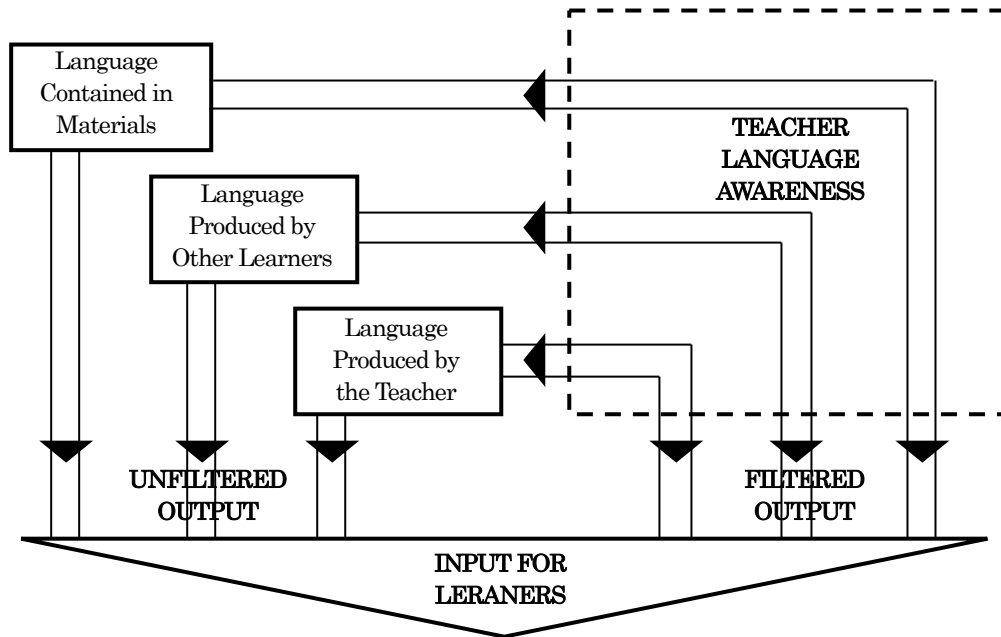 Language
Contained in
Materials
TEACHER
LANGUAGE
AWARENESS
Language
Produced by
Other Learners
Language
Produced by
the Teacher
UNFILTERED
OUTPUT
FILTERED
OUTPUT
INPUT FOR
LERANERS